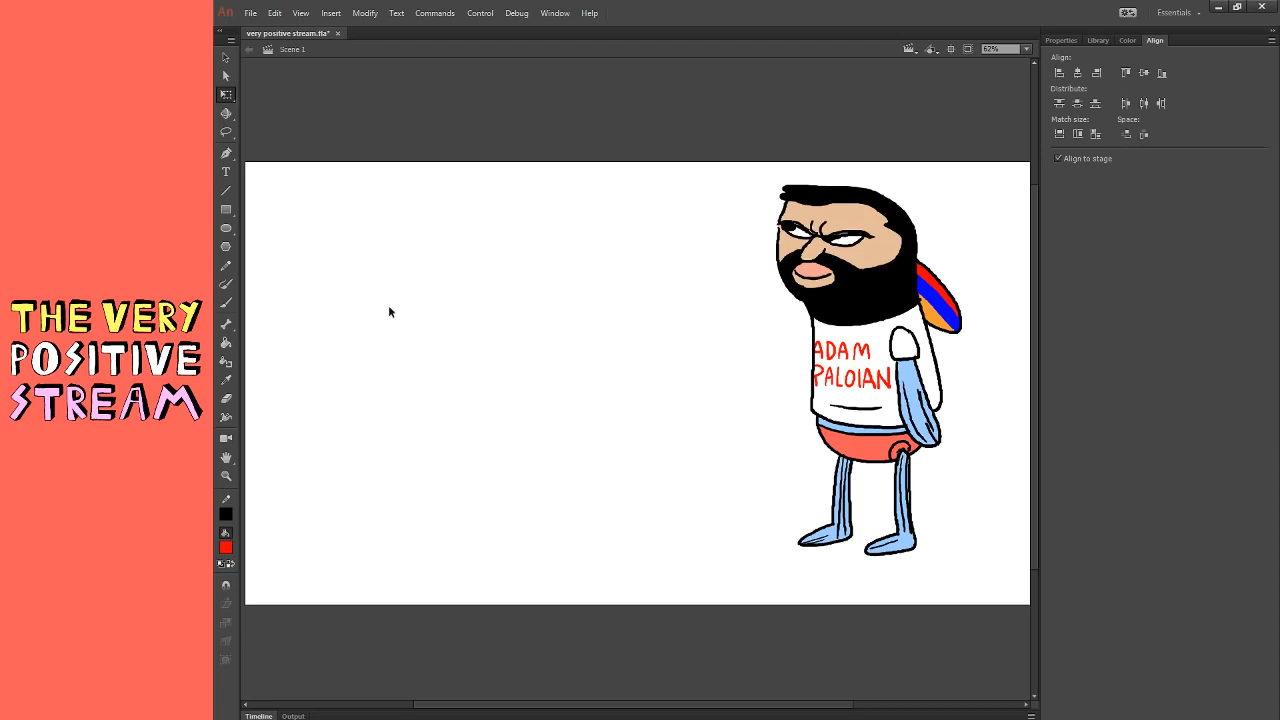 An File Edit View Insert Modify Text Commands Control Debug Window Help Essentials
very positive stream.fla* ×
Scene 1 62%
Properties Library Color Align
Align:
Distribute:
Match size: Space:
Align to stage
THE VERY
POSITIVE
STREAM
ADAM
PALOIAN
Timeline Output